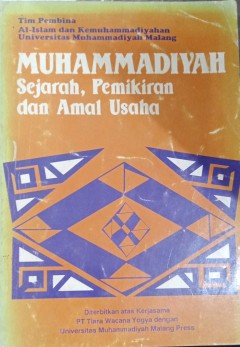 Tim Pembina
Al-Islam dan Kemuhammadiyahan
Universitas Muhammadiyah Malang
MUHAMMADIYAH
Sejarah, Pemikiran
dan Amal Usaha
Diterbitkan atas Kerjasama
PT Tiara Wacana Yogya dengan
Universitas Muhammadiyah Malang Press